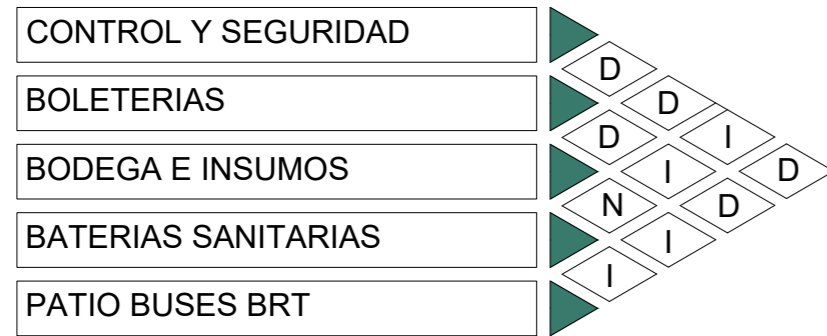 CONTROL Y SEGURIDAD
D
BOLETERIAS D
D I
BODEGA E INSUMOS I D
N D
BATERIAS SANITARIAS I
I
PATIO BUSES BRT